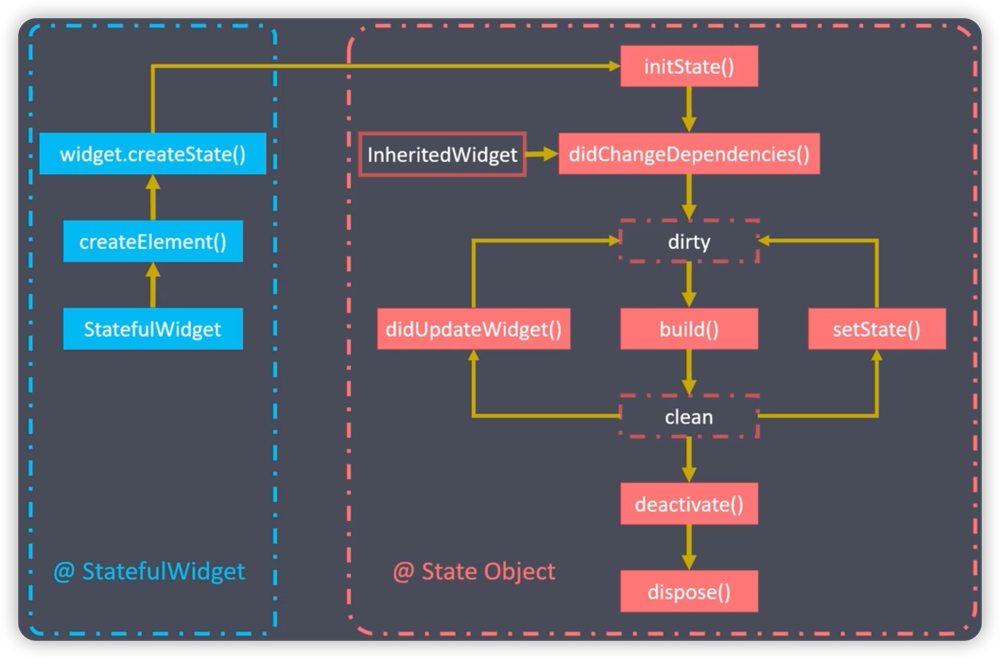 initState()
widget.createState()
InheritedWidget
didChangeDependencies()
createElement()
dirty
StatefulWidget
didUpdateWidget()
build()
setState()
clean
deactivate()
@ StatefulWidget
@ State Object
dispose()